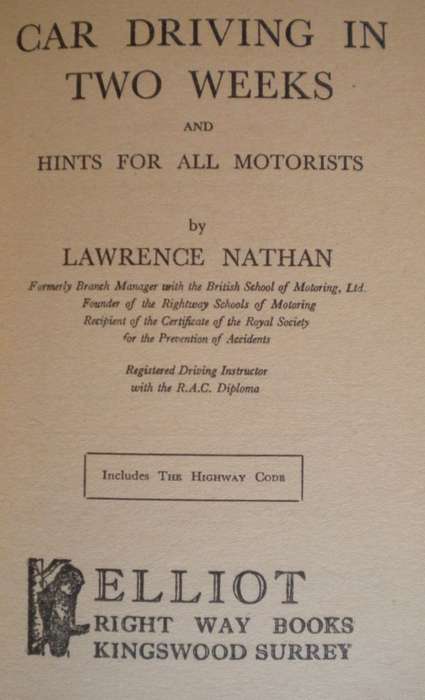 CAR DRIVING IN
TWO WEEKS
AND
HINTS FOR ALL MOTORISTS
by
LAWRENCE NATHAN
Formerly Branch Manager with the British School of Motoring, Ltd.
Founder of the Rightway Schools of Motoring
Recipient of the Certificate of the Royal Society
for the Prevention of Accidents
Registered Driving Instructor
with the R.A.C. Diploma
Includes THE HIGHWAY CODE
ELLIOT
RIGHT WAY BOOKS
KINGSWOOD SURREY